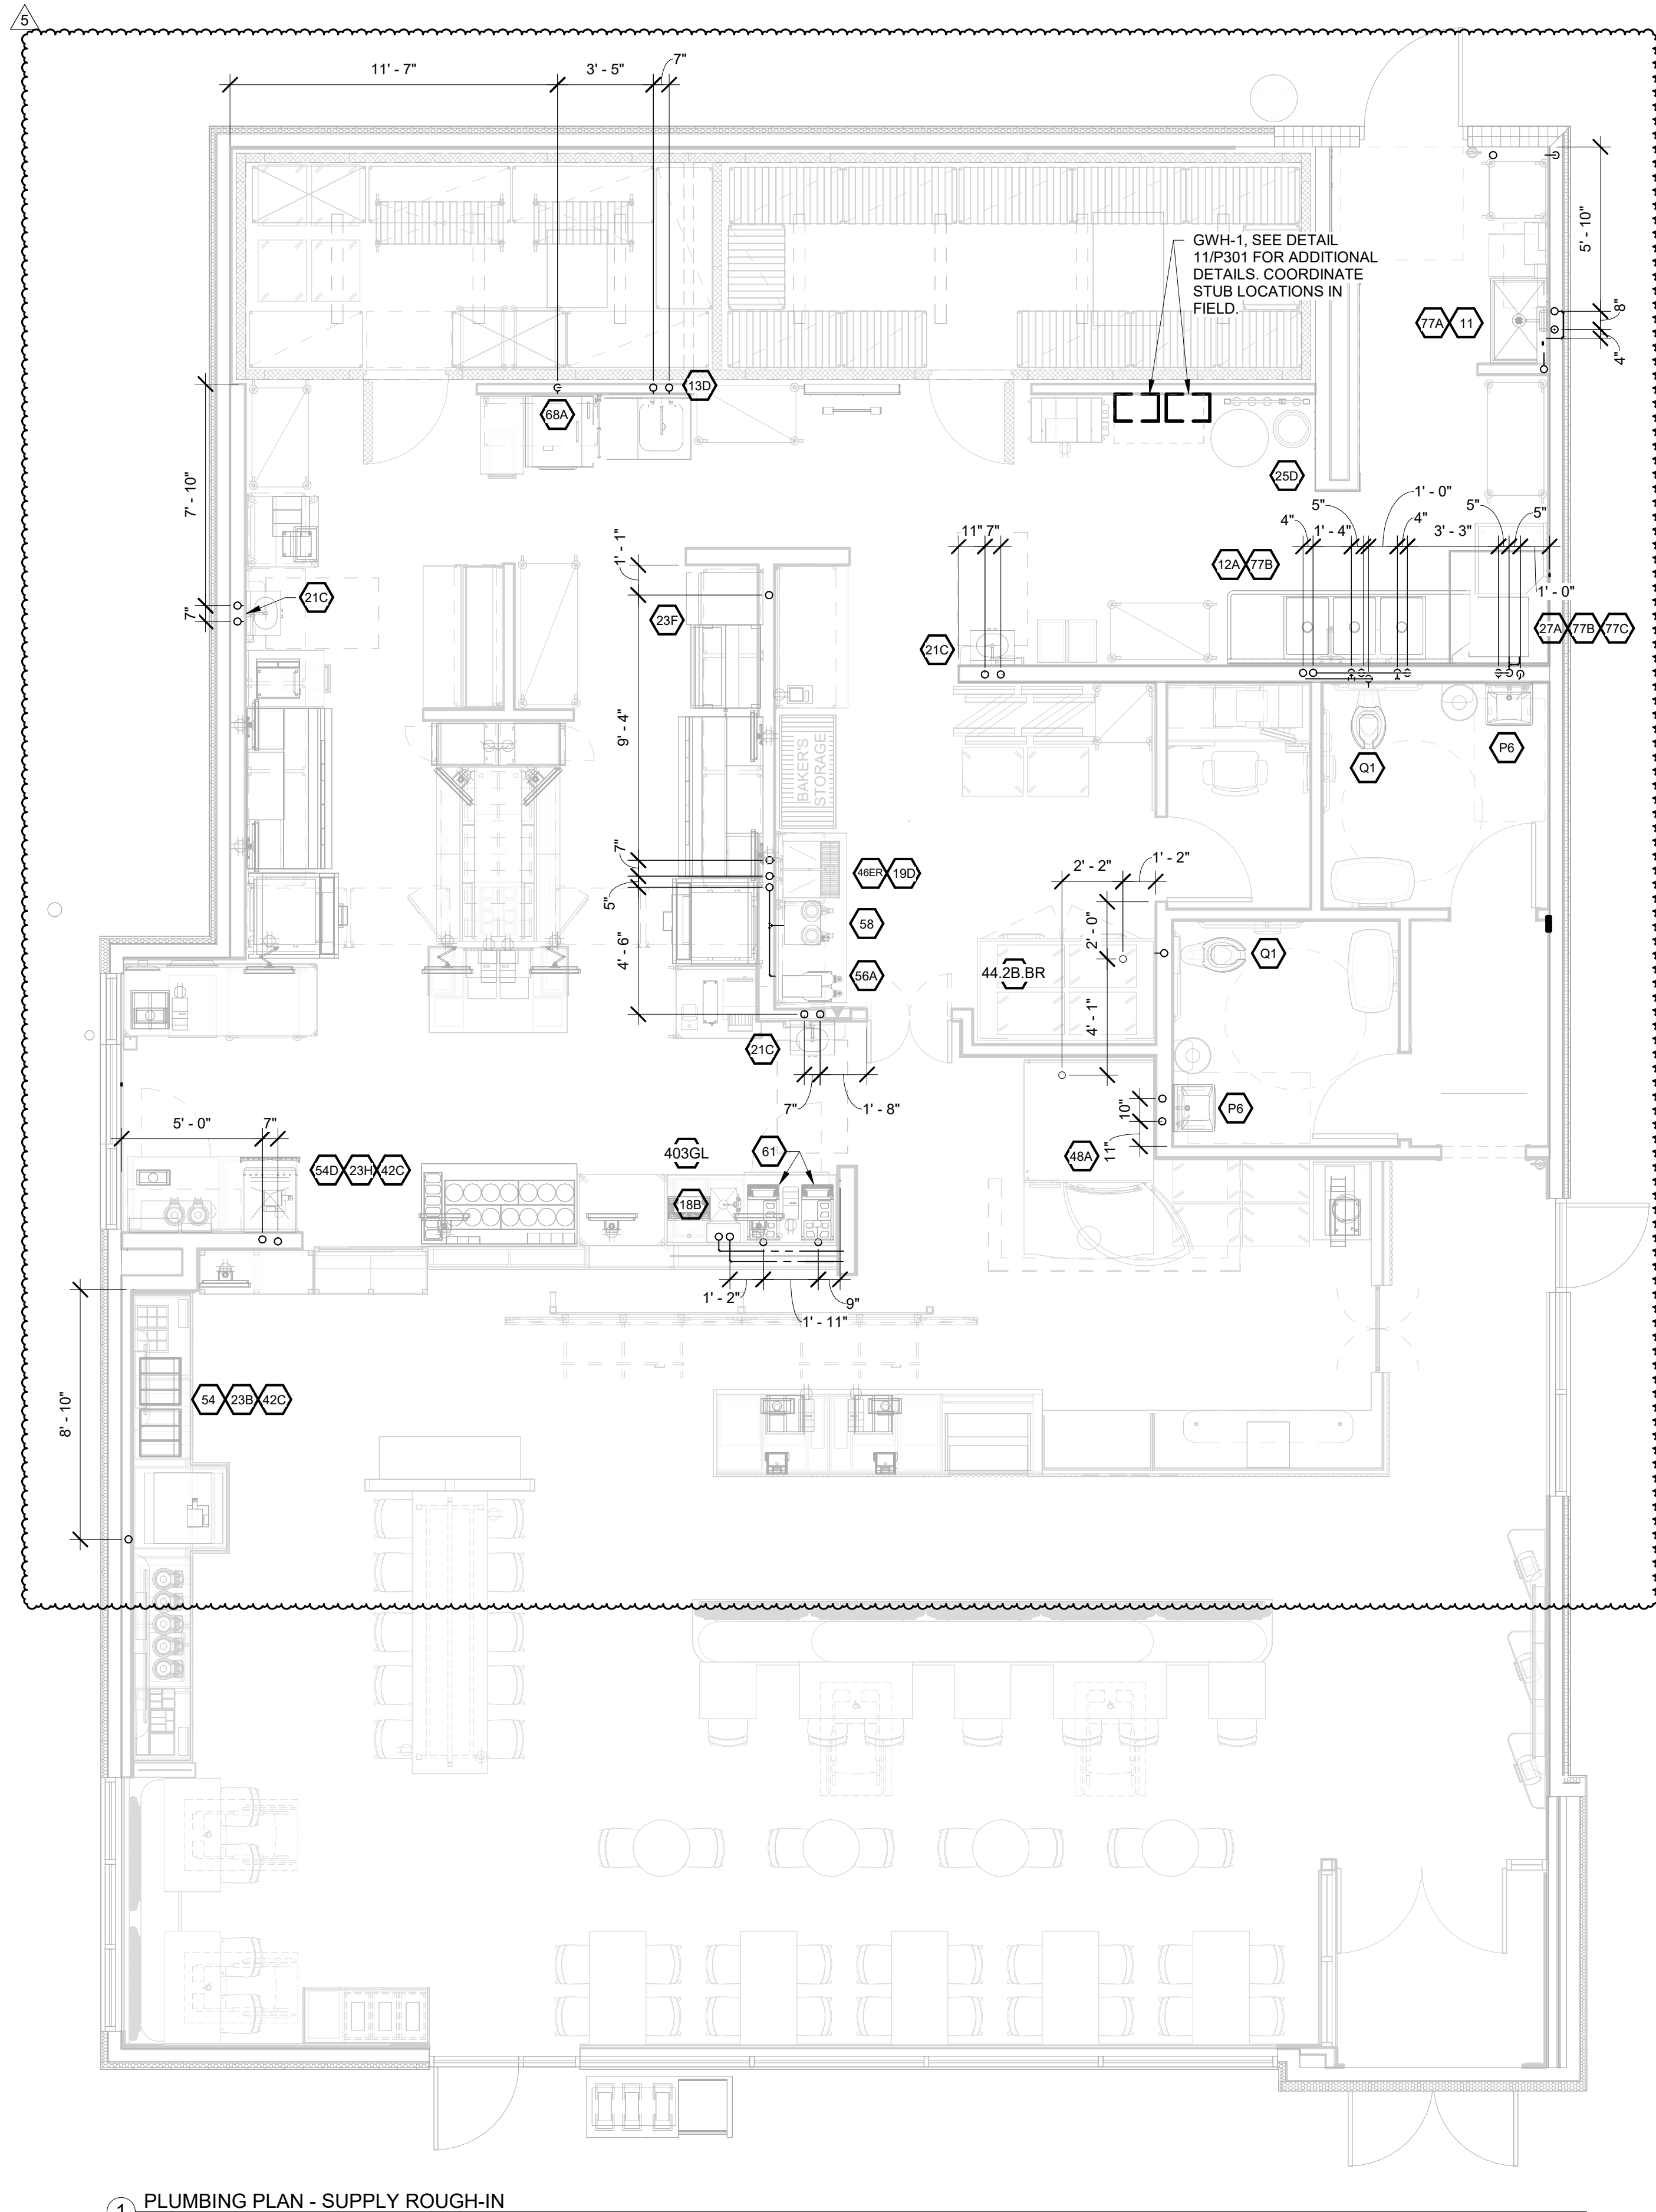 5
11' - 7"
3' - 5"
7"
5' - 10"
GWH-1, SEE DETAIL
11/P301 FOR ADDITIONAL
DETAILS. COORDINATE
STUB LOCATIONS IN
FIELD.
77A 11
8"
4"
13D
68A
7' - 10"
25D
1' - 0"
5"
5"
5"
11" 7"
4"
1' - 4"
4"
3' - 3"
1' - 1"
12A 77B
1' - 0"
21C
7"
23F
21C
27A 77B 77C
9' - 4"
BAKER'S
STORAGE
P6
Q1
7"
46ER 19D
2' - 2"
1' - 2"
5"
58
2' - 0"
4' - 6"
Q1
56A
44.2B.BR
4' - 1"
21C
7"
1' - 8"
10"
P6
5' - 0"
7"
11"
48A
54D 23H 42C
403GL
61
18B
1' - 2"
9"
1' - 11"
8' - 10"
54 23B 42C
1
PLUMBING PLAN - SUPPLY ROUGH-IN